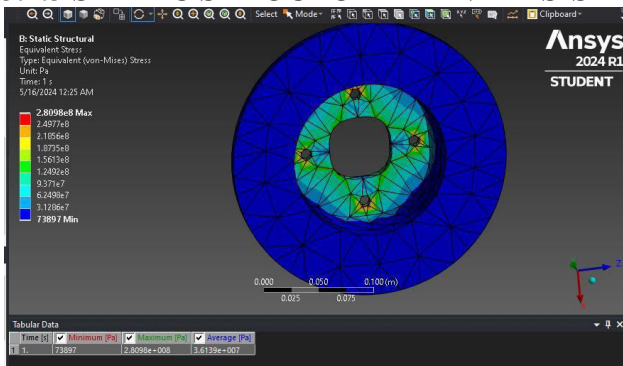 Select Mode
Clipboard
B: Static Structural
Equivalent Stress
Type: Equivalent (von-Mises) Stress
Unit: Pa
Time: 1 s
5/16/2024 12:25 AM
2.8098e8 Max
2.4977e8
2.1856e8
1.8735e8
1.5613e8
1.2492e8
9.371e7
6.2498e7
3.1286e7
73897 Min
Ansys
2024 R1
STUDENT
Z
0.000 0.050 0.100 (m)
0.025 0.075
Tabular Data
Time [s] Minimum [Pa] Maximum [Pa] Average [Pa]
1 1. 73897 2.8098e+008 3.6139e+007